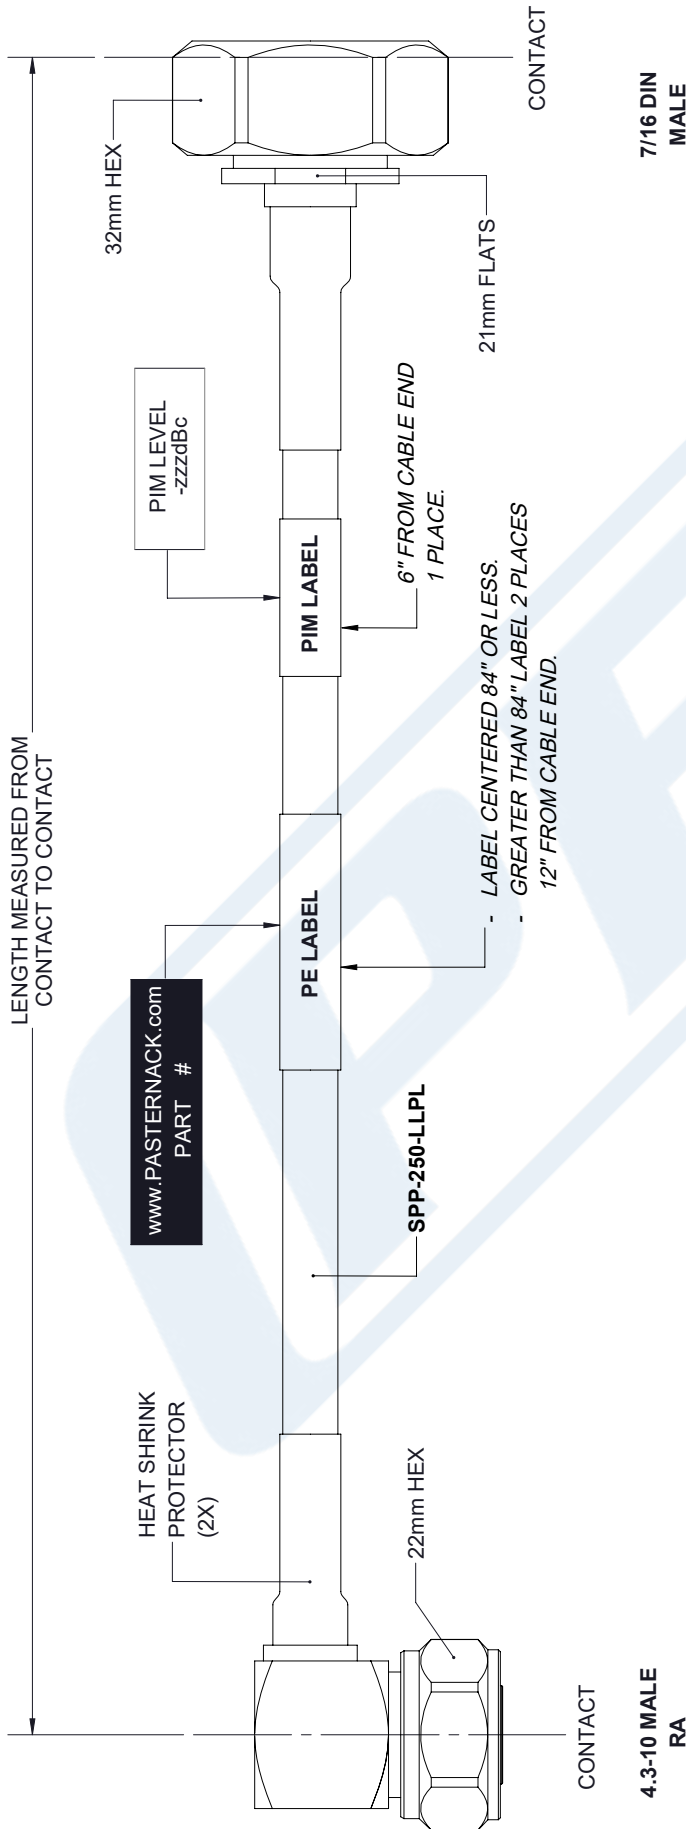 LENGTH MEASURED FROM
CONTACT TO CONTACT
HEAT SHRINK
PROTECTOR
(2X)
www.PASTERNACK.com
PART #
PIM LEVEL
-zzzdBc
32mm HEX
PE LABEL
PIM LABEL
22mm HEX
SPP-250-LLPL
- LABEL CENTERED 84" OR LESS.
- GREATER THAN 84" LABEL 2 PLACES
12" FROM CABLE END.
6" FROM CABLE END
1 PLACE.
21mm FLATS
CONTACT
CONTACT
4.3-10 MALE
RA
7/16 DIN
MALE